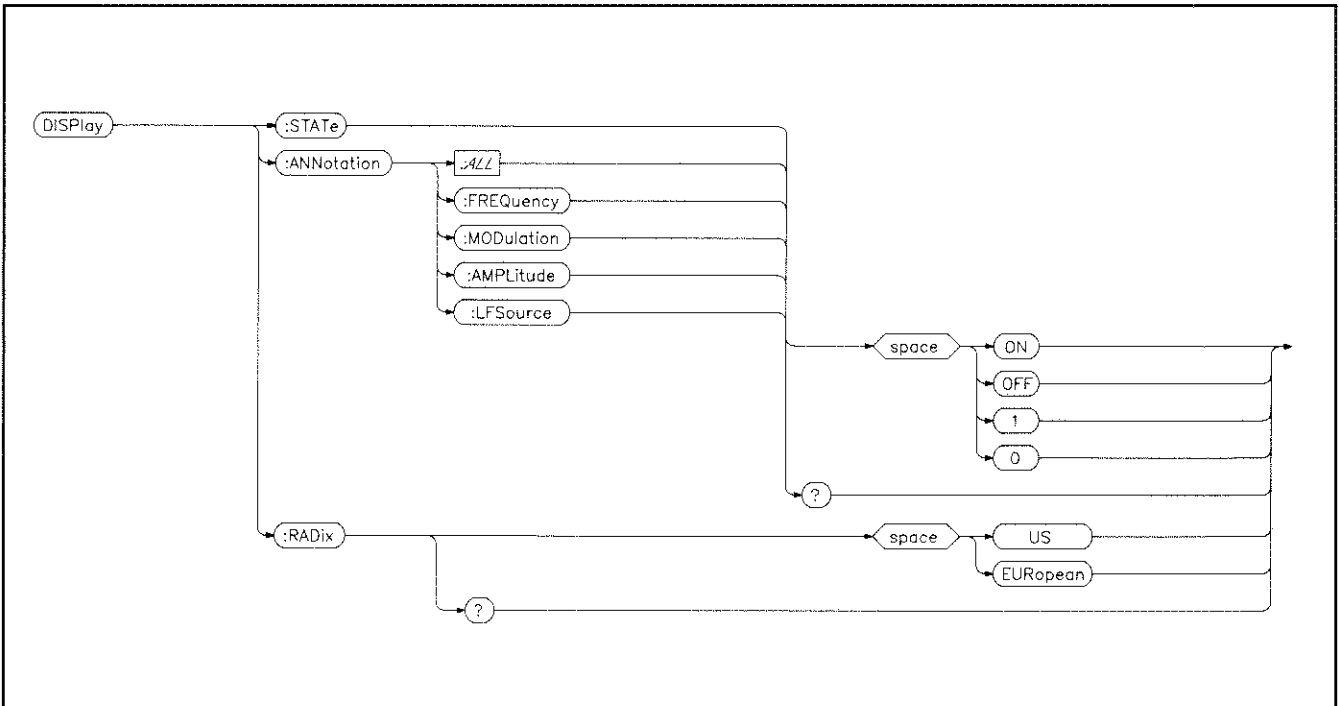 DISPlay
:STATe
:ANNotation
:ALL
:FREQuency
:MODulation
:AMPLitude
:LFSource
space
ON
OFF
1
0
?
:RADix
space
US
EURopean
?